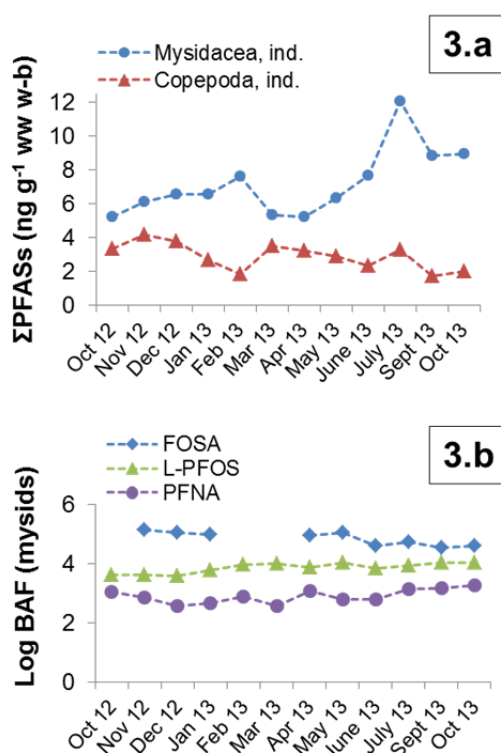 3.a
Mysidacea, ind.
Copepoda, ind.
ΣPFASs (ng g⁻¹ ww w-b)
12
10
8
6
4
2
0
Oct 12
Nov 12
Dec 12
Jan 13
Feb 13
Mar 13
Apr 13
May 13
June 13
July 13
Sept 13
Oct 13
3.b
FOSA
L-PFOS
PFNA
Log BAF (mysids)
6
4
2
0
Oct 12
Nov 12
Dec 12
Jan 13
Feb 13
Mar 13
Apr 13
May 13
June 13
July 13
Sept 13
Oct 13